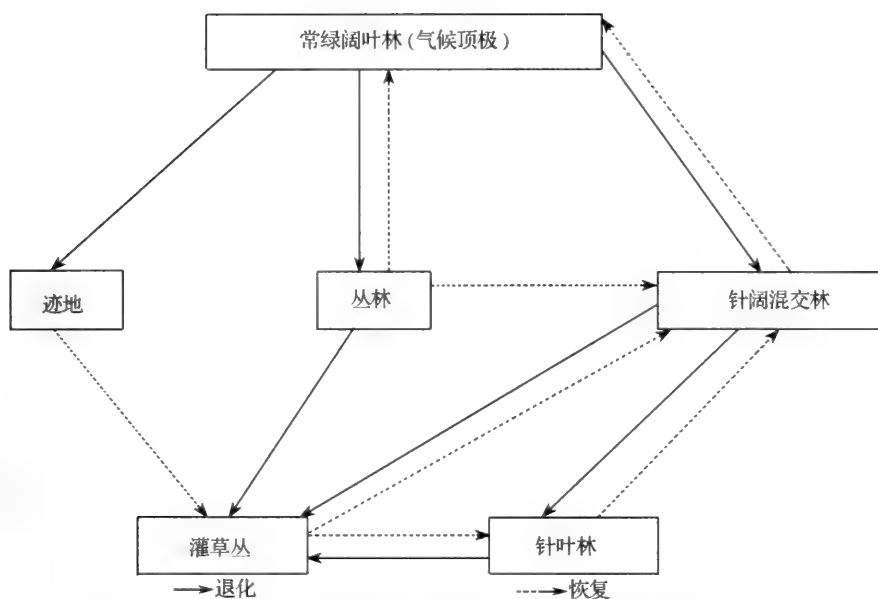 常绿阔叶林(气候顶极)
迹地
丛林
针阔混交林
灌草丛
针叶林
退化
恢复